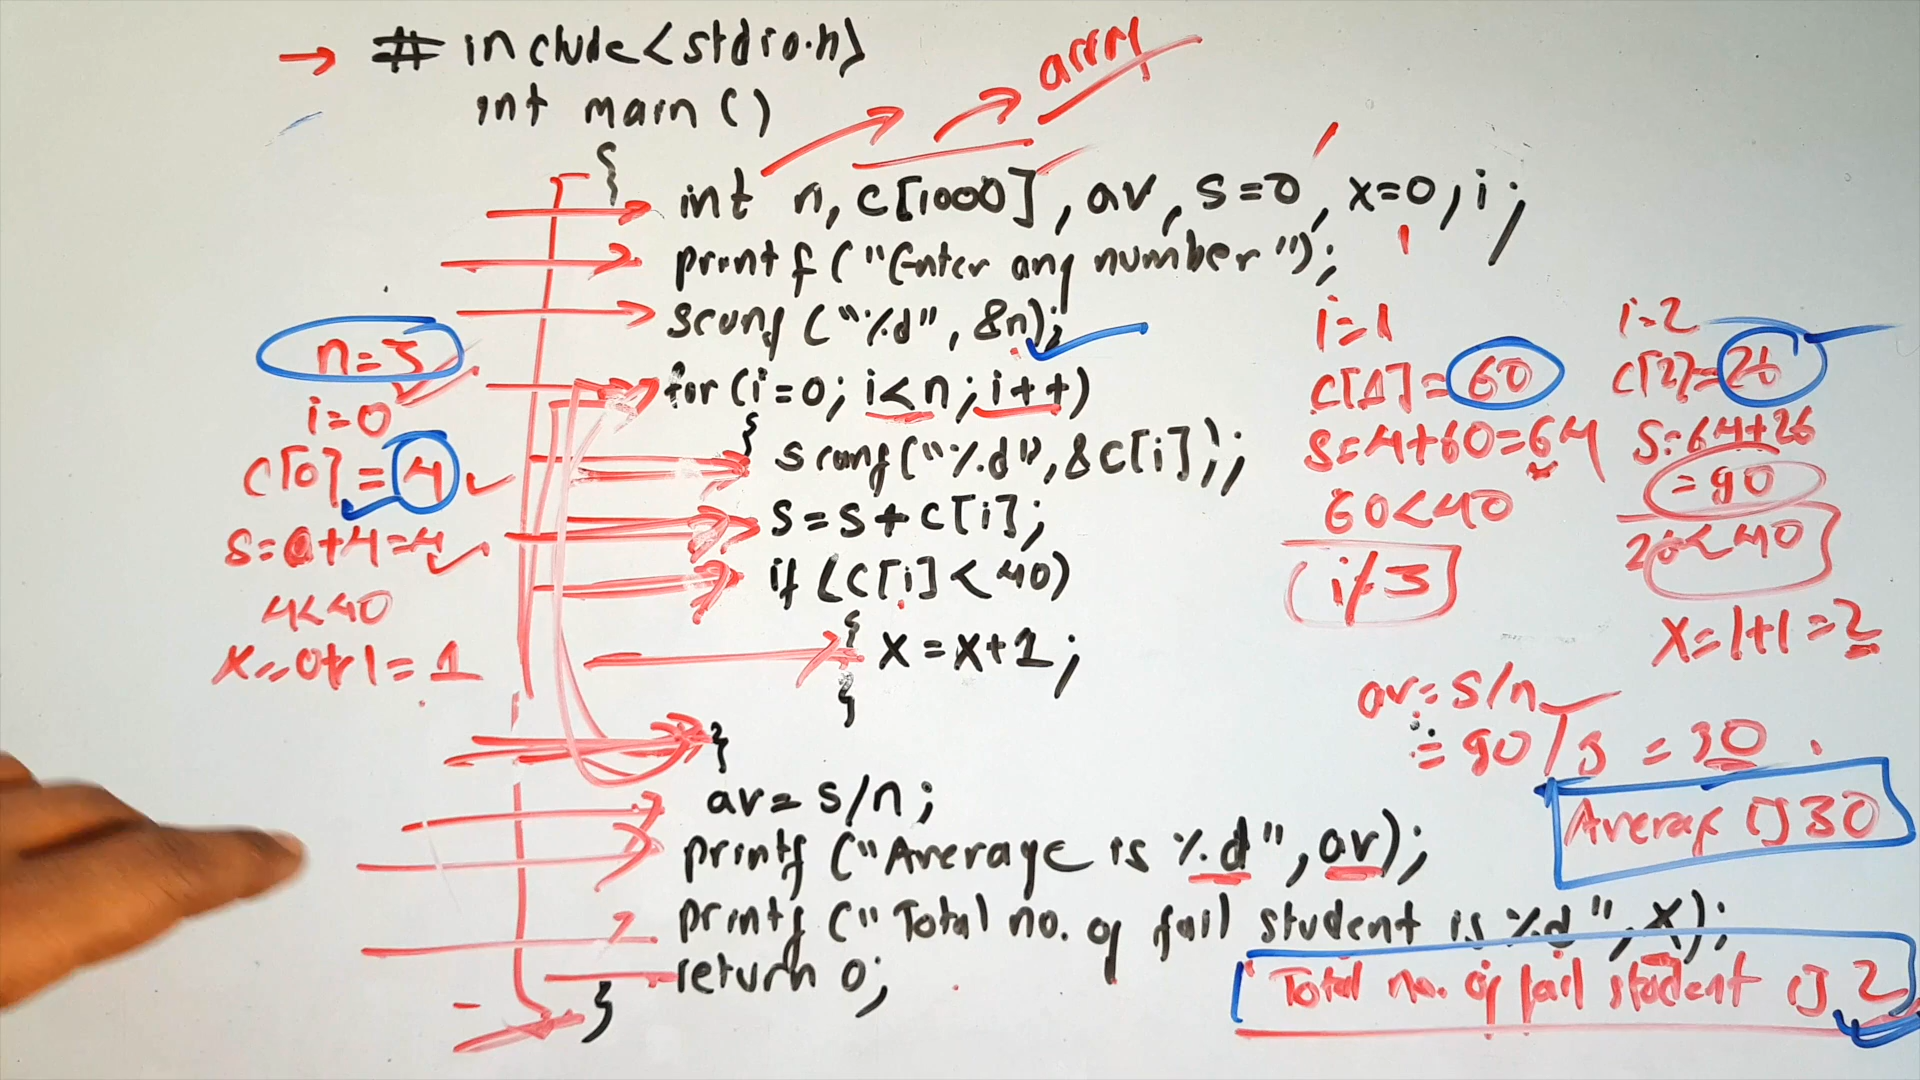 # include<stdio.h>
array
int main ()
{
int n, c[1000], av, s=0, x=0, i;
printf ("Enter any number");
scanf ("%d", &n);
for (i=0; i<n; i++)
{ scanf("%d", &c[i]);
s=s+c[i];
if (c[i]<40)
{ x=x+1;
}
}
av= s/n;
printf ("Average is %d", av);
printf ("Total no. of fail student is %d", x);
return 0;
}
n=3
i=0
c[0]=4
s=0+4=4
4<40
x=0+1=1
i=1
c[1]=60
s=4+60=64
60<40
i=2
c[2]=26
s=64+26
=90
26<40
x=1+1=2
av= s/n
= 90/3 = 30
Average is 30
Total no. of fail student is 2